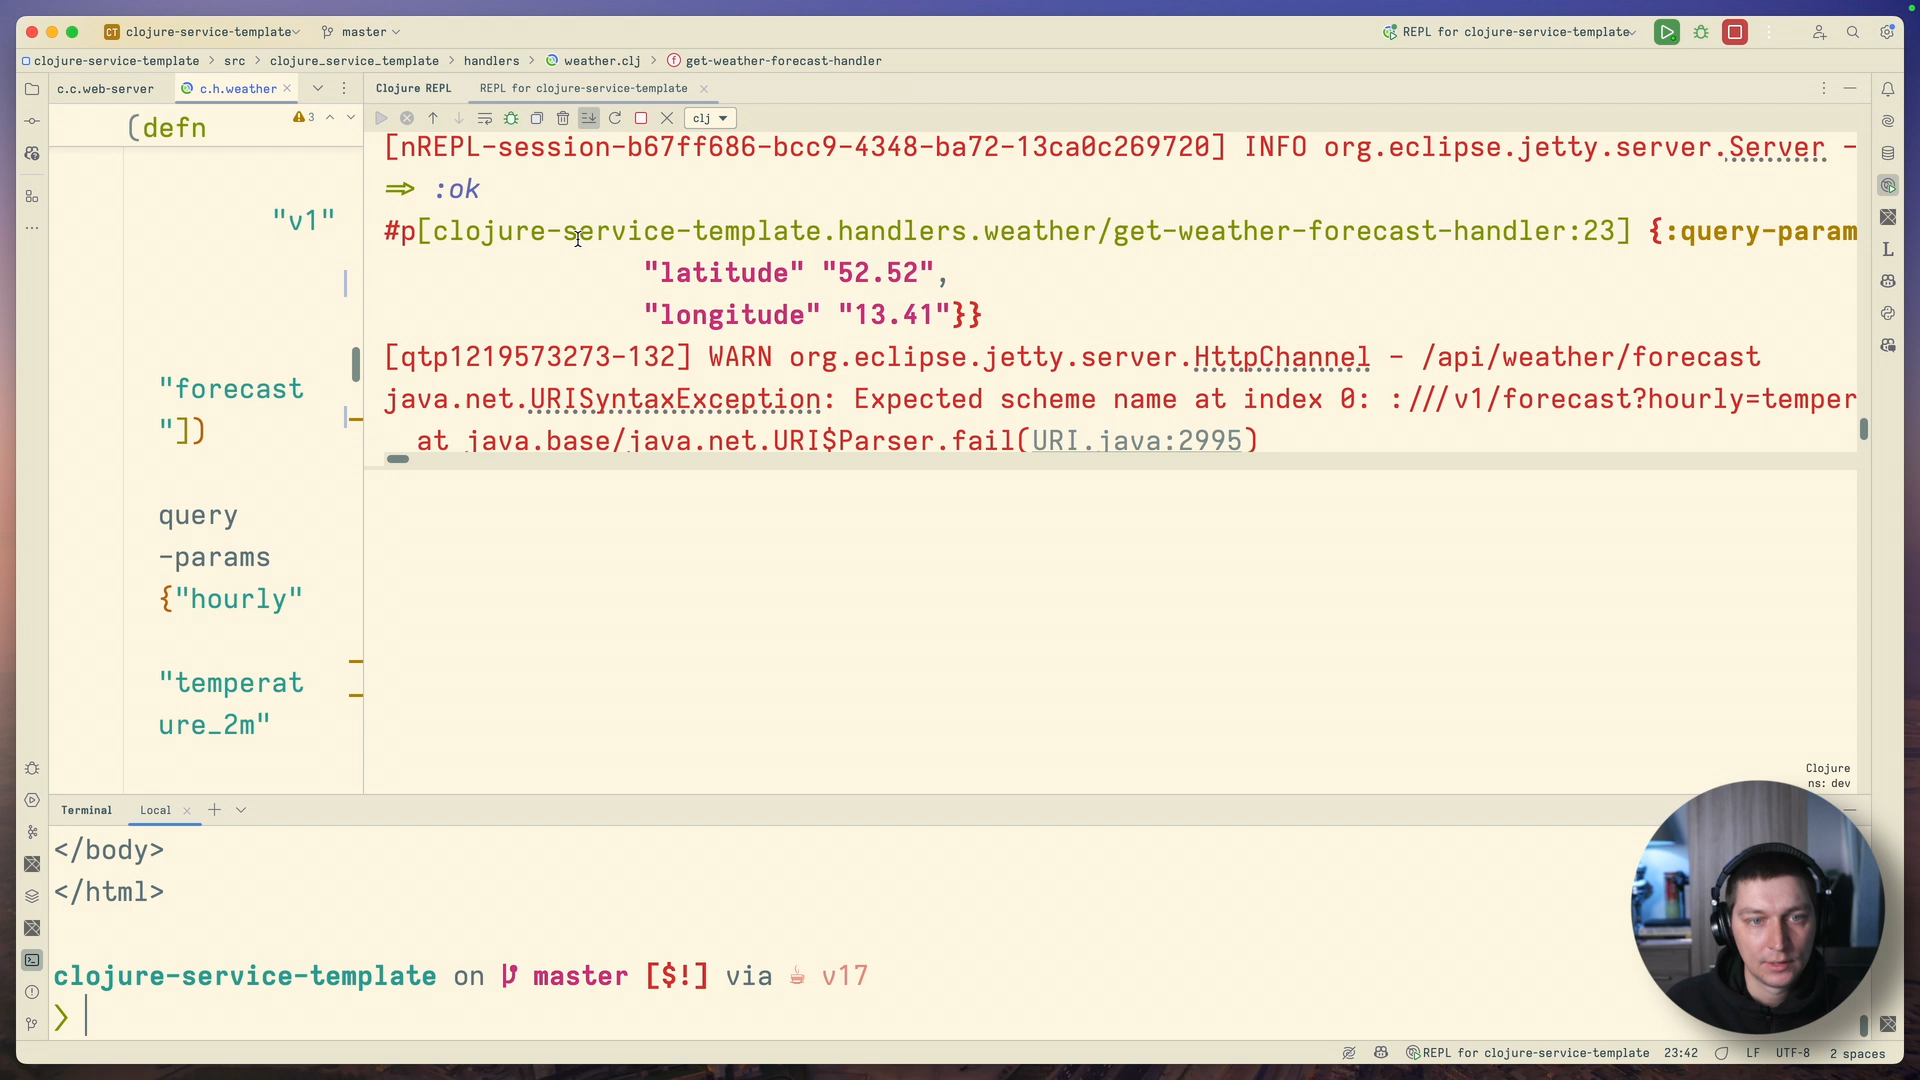 CT clojure-service-template master
REPL for clojure-service-template
clojure-service-template > src > clojure_service_template > handlers > weather.clj > get-weather-forecast-handler
c.c.web-server c.h.weather
Clojure REPL REPL for clojure-service-template
clj
(defn
3
"v1"
"forecast
"])
query
-params
{"hourly"
"temperat
ure_2m"
[nREPL-session-b67ff686-bcc9-4348-ba72-13ca0c269720] INFO org.eclipse.jetty.server.Server -
=> :ok
#p[clojure-service-template.handlers.weather/get-weather-forecast-handler:23] {:query-param
"latitude" "52.52",
"longitude" "13.41"}}
[qtp1219573273-132] WARN org.eclipse.jetty.server.HttpChannel - /api/weather/forecast
java.net.URISyntaxException: Expected scheme name at index 0: :///v1/forecast?hourly=temper
at java.base/java.net.URI$Parser.fail(URI.java:2995)
Clojure
ns: dev
Terminal Local
</body>
</html>
clojure-service-template on master [$!] via v17
❯
REPL for clojure-service-template 23:42 LF UTF-8 2 spaces